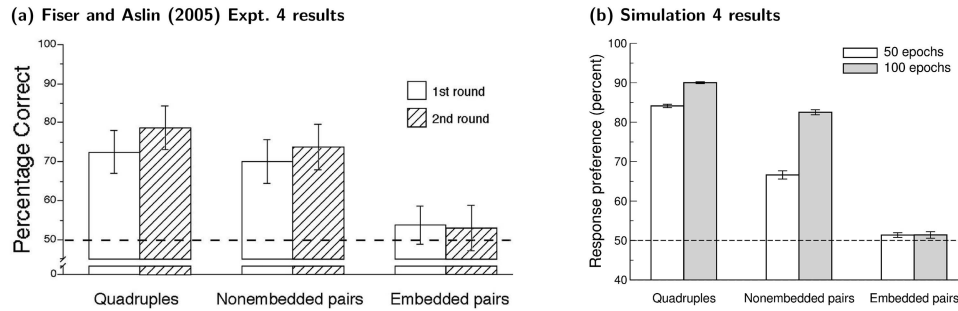 (a) Fiser and Aslin (2005) Expt. 4 results
Percentage Correct
100
90
80
70
60
50
0
1st round
2nd round
Quadruples
Nonembedded pairs
Embedded pairs
(b) Simulation 4 results
Response preference (percent)
100
90
80
70
60
50
40
50 epochs
100 epochs
Quadruples
Nonembedded pairs
Embedded pairs